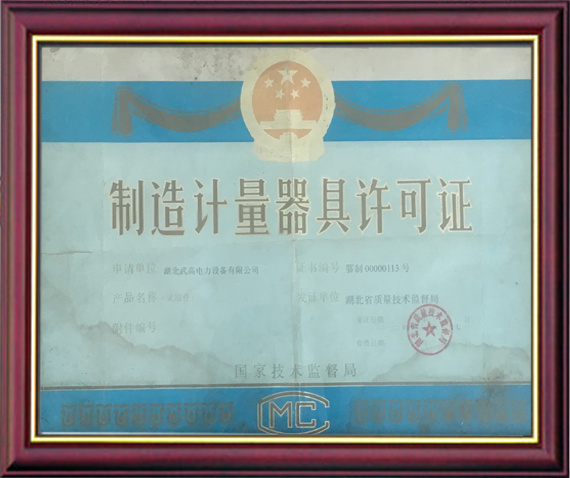 制造计量器具许可证
申请单位 湖北武高电力设备有限公司 证书编号 鄂制00000113号
产品名称 发证单位 湖北省质量技术监督局
附件编号
国家技术监督局
CMC